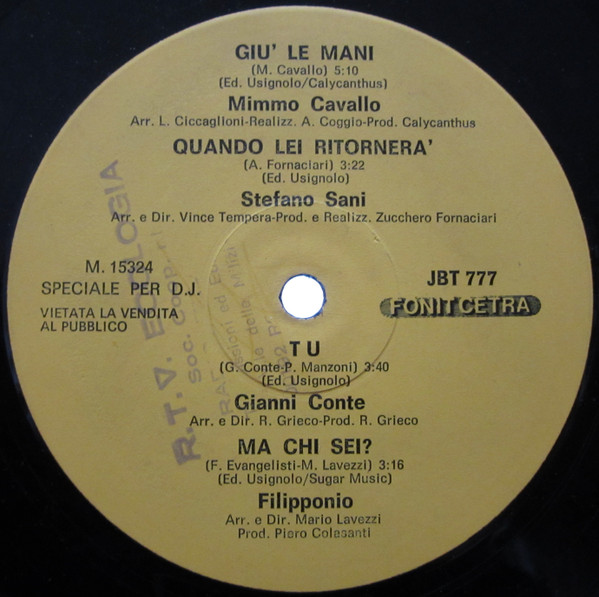 GIU' LE MANI
(M. Cavallo) 5:10
(Ed. Usignolo/Calycanthus)
Mimmo Cavallo
Arr. L. Ciccaglioni-Realizz. A. Coggio-Prod. Calycanthus
QUANDO LEI RITORNERA'
(A. Fornaciari) 3:22
(Ed. Usignolo)
Stefano Sani
Arr. e Dir. Vince Tempera-Prod. e Realizz. Zucchero Fornaciari
M. 15324
SPECIALE PER D.J.
VIETATA LA VENDITA
AL PUBBLICO
JBT 777
FONIT CETRA
R.T.V. ECOLOGIA
Soc.
TU
(G. Conte-P. Manzoni) 3:40
(Ed. Usignolo)
Gianni Conte
Arr. e Dir. R. Grieco-Prod. R. Grieco
MA CHI SEI?
(F. Evangelisti-M. Lavezzi) 3:16
(Ed. Usignolo/Sugar Music)
Filipponio
Arr. e Dir. Mario Lavezzi
Prod. Piero Colesanti